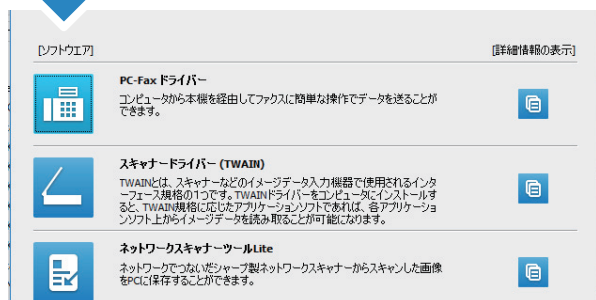 [ソフトウエア]
[詳細情報の表示]
PC-Fax ドライバー
コンピュータから本機を経由してファクスに簡単な操作でデータを送ることが
できます。
スキャナードライバー (TWAIN)
TWAINとは、スキャナーなどのイメージデータ入力機器で使用されるインタ
ーフェース規格の1つです。TWAINドライバーをコンピュータにインストールす
ると、TWAIN規格に応じたアプリケーションソフトであれば、各アプリケーショ
ンソフト上からイメージデータを読み取ることが可能になります。
ネットワークスキャナーツールLite
ネットワークでつないだシャープ製ネットワークスキャナーからスキャンした画像
をPCに保存することができます。